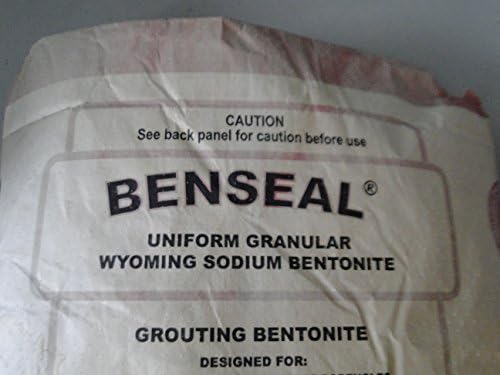 CAUTION
See back panel for caution before use
BENSEAL®
UNIFORM GRANULAR
WYOMING SODIUM BENTONITE
GROUTING BENTONITE
DESIGNED FOR: